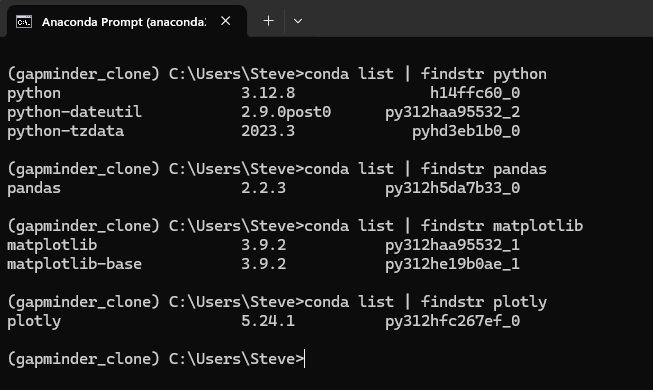 Anaconda Prompt (anaconda
(gapminder_clone) C:\Users\Steve>conda list | findstr python
python                    3.12.8               h14ffc60_0
python-dateutil           2.9.0post0      py312haa95532_2
python-tzdata             2023.3             pyhd3eb1b0_0
(gapminder_clone) C:\Users\Steve>conda list | findstr pandas
pandas                    2.2.3           py312h5da7b33_0
(gapminder_clone) C:\Users\Steve>conda list | findstr matplotlib
matplotlib                3.9.2           py312haa95532_1
matplotlib-base           3.9.2           py312he19b0ae_1
(gapminder_clone) C:\Users\Steve>conda list | findstr plotly
plotly                    5.24.1          py312hfc267ef_0
(gapminder_clone) C:\Users\Steve>